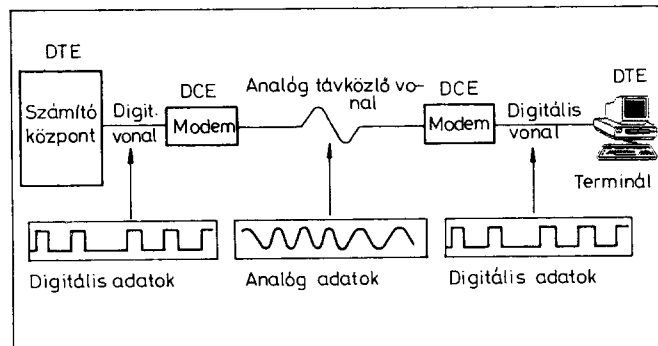 DTE
Számító
központ
Digit.
vonal
DCE
Modem
Analóg távközlő vo-
nal
DCE
Modem
Digitális
vonal
DTE
Terminál
Digitális adatok
Analóg adatok
Digitális adatok